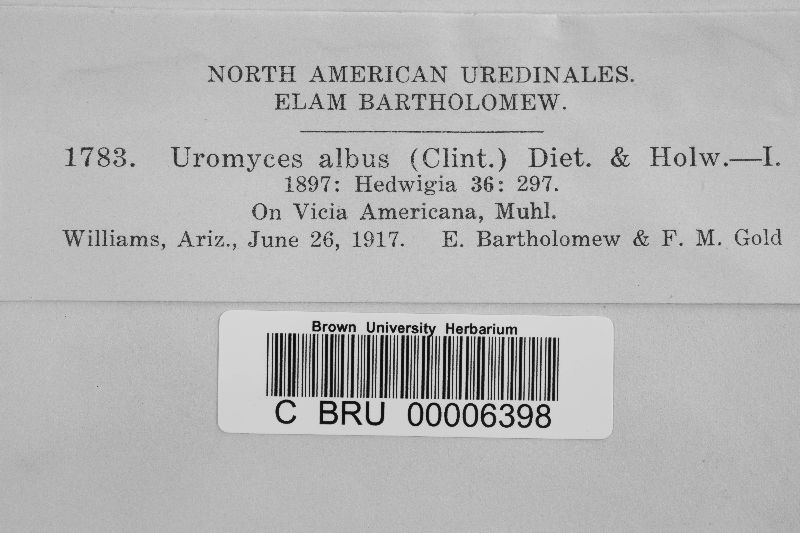 NORTH AMERICAN UREDINALES.
ELAM BARTHOLOMEW.
1783. Uromyces albus (Clint.) Diet. & Holw.—I.
1897: Hedwigia 36: 297.
On Vicia Americana, Muhl.
Williams, Ariz., June 26, 1917. E. Bartholomew & F. M. Gold
Brown University Herbarium
C BRU 00006398